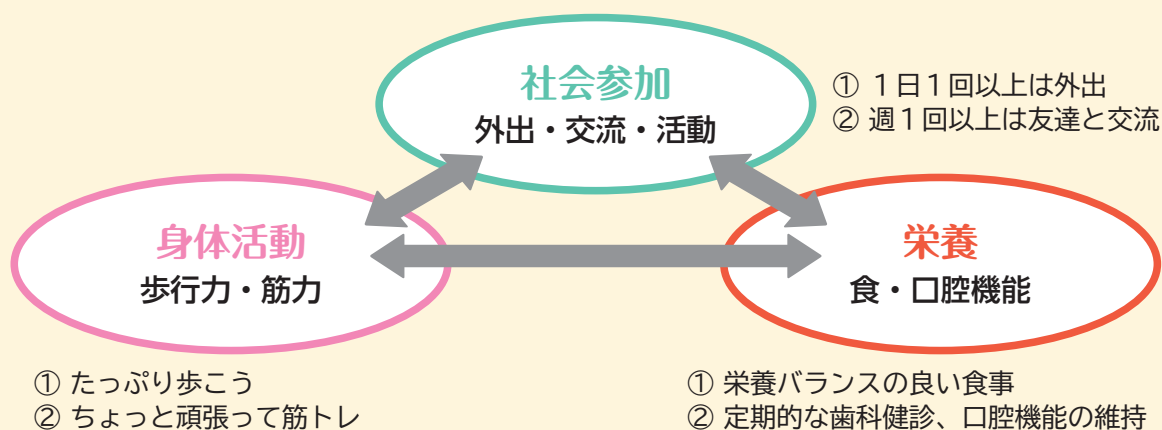 社会参加
外出・交流・活動
① 1日1回以上は外出
② 週1回以上は友達と交流
身体活動
歩行力・筋力
① たっぷり歩こう
② ちょっと頑張って筋トレ
栄養
食・口腔機能
① 栄養バランスの良い食事
② 定期的な歯科健診、口腔機能の維持